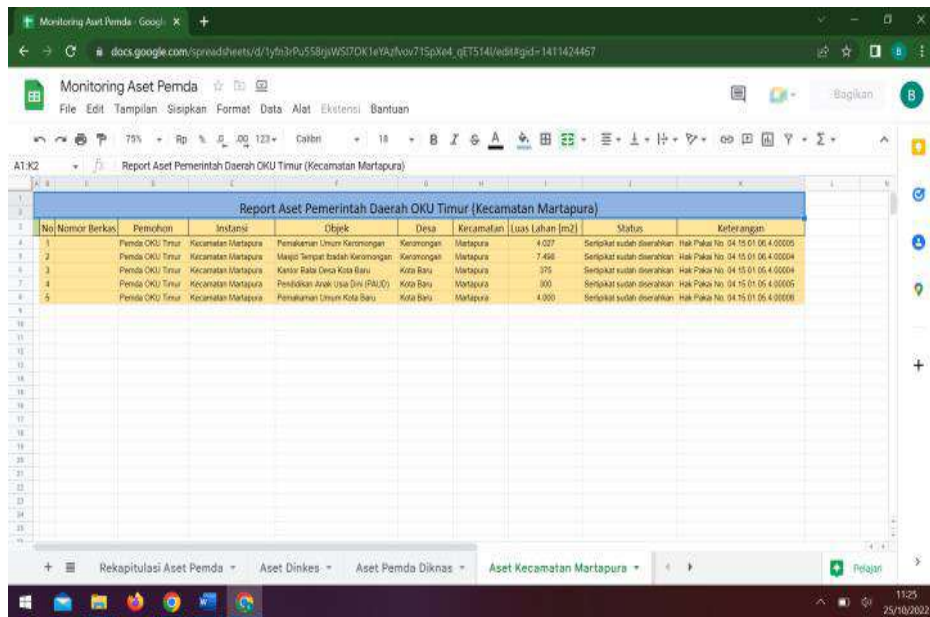 Monitoring Aset Pemda - Googl
docs.google.com/spreadsheets/d/
Monitoring Aset Pemda
File Edit Tampilan Sisipkan Format Data Alat Ekstensi Bantuan
Bagikan
B
75% Rp % .0 .00 123 Calibri 18 B I S A
A1:K2 Report Aset Pemerintah Daerah OKU Timur (Kecamatan Martapura)
Report Aset Pemerintah Daerah OKU Timur (Kecamatan Martapura)
No Nomor Berkas Pemohon Instansi Objek Desa Kecamatan Luas Lahan (m2) Status Keterangan
1 Pemda OKU Timur Kecamatan Martapura Pemakaman Umum Keromongan Keromongan Martapura 4.027 Sertipikat sudah diserahkan Hak Pakai No. 04.15.01.06.4.00005
2 Pemda OKU Timur Kecamatan Martapura Masjid Tempat Ibadah Keromongan Keromongan Martapura 7.498 Sertipikat sudah diserahkan Hak Pakai No. 04.15.01.06.4.00004
3 Pemda OKU Timur Kecamatan Martapura Kantor Balai Desa Kota Baru Kota Baru Martapura 375 Sertipikat sudah diserahkan Hak Pakai No. 04.15.01.05.4.00004
4 Pemda OKU Timur Kecamatan Martapura Pendidikan Anak Usia Dini (PAUD) Kota Baru Martapura 300 Sertipikat sudah diserahkan Hak Pakai No. 04.15.01.05.4.00005
5 Pemda OKU Timur Kecamatan Martapura Pemakaman Umum Kota Baru Kota Baru Martapura 4.000 Sertipikat sudah diserahkan Hak Pakai No. 04.15.01.05.4.00006
Rekapitulasi Aset Pemda Aset Dinkes Aset Pemda Diknas Aset Kecamatan Martapura Pelajari
11:25
25/10/2022